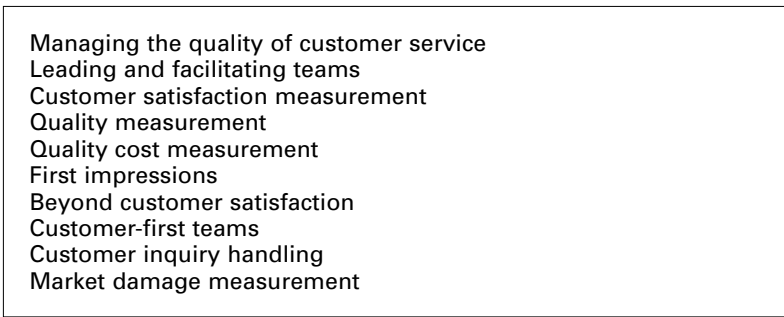 Managing the quality of customer service
Leading and facilitating teams
Customer satisfaction measurement
Quality measurement
Quality cost measurement
First impressions
Beyond customer satisfaction
Customer-first teams
Customer inquiry handling
Market damage measurement